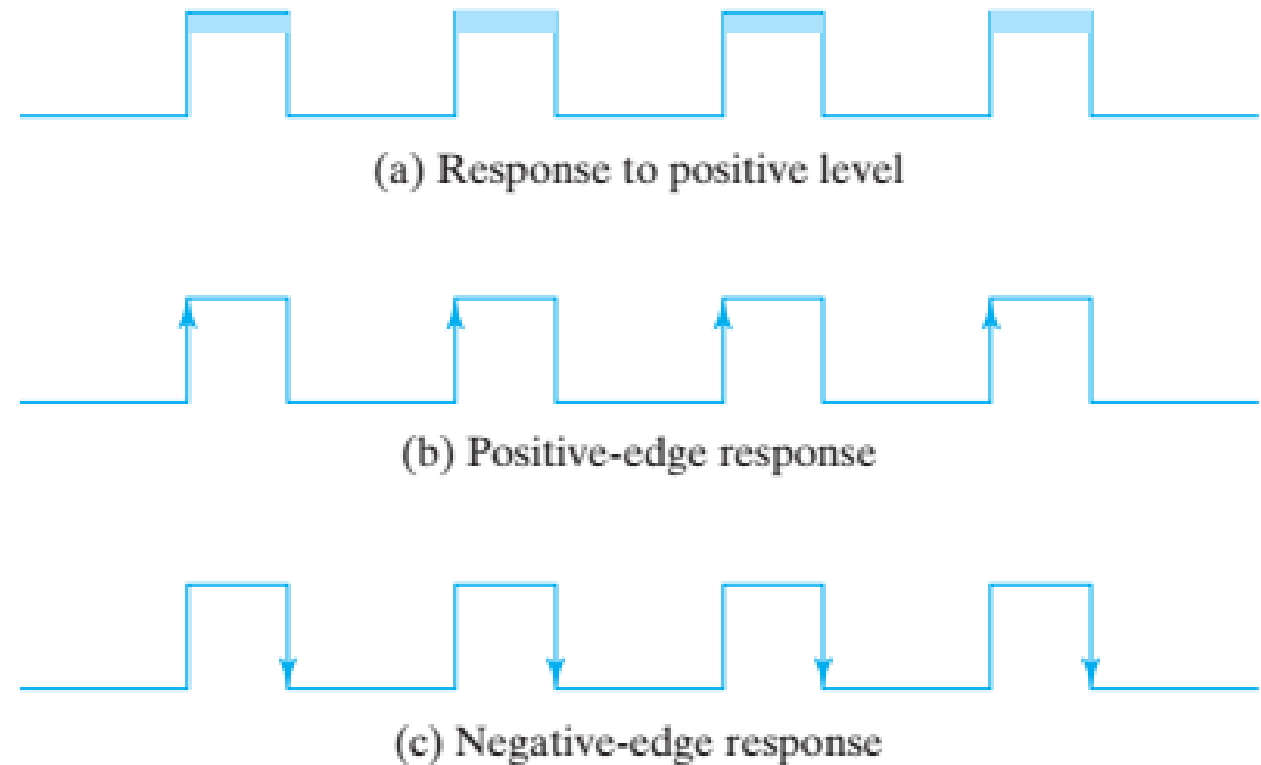 (a) Response to positive level
(b) Positive-edge response
(c) Negative-edge response